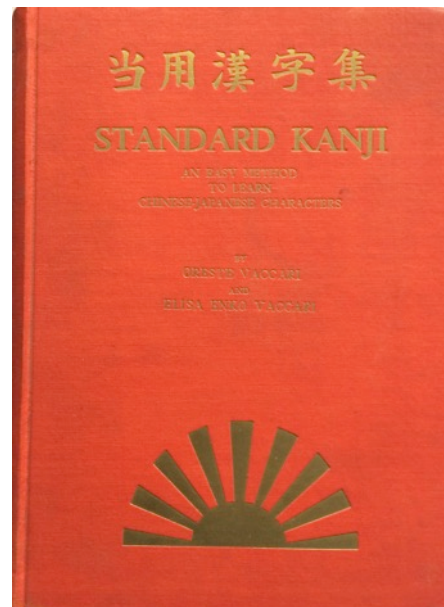 当用漢字集
STANDARD KANJI
AN EASY METHOD
TO LEARN
CHINESE-JAPANESE CHARACTERS
BY
ORESTE VACCARI
AND
ELISA ENKO VACCARI